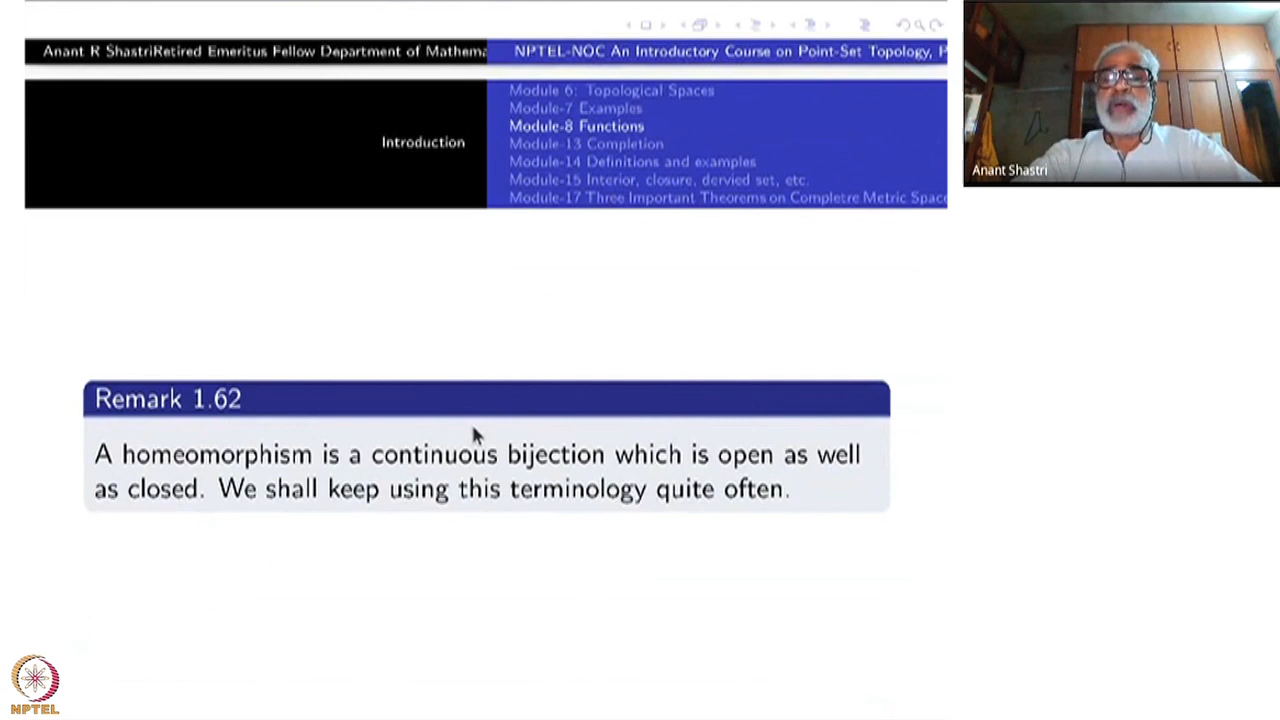 Anant R ShastriRetired Emeritus Fellow Department of Mathema
NPTEL-NOC An Introductory Course on Point-Set Topology, P
Introduction
Module 6: Topological Spaces
Module-7 Examples
Module-8 Functions
Module-13 Completion
Module-14 Definitions and examples
Module-15 Interior, closure, dervied set, etc.
Module-17 Three Important Theorems on Completre Metric Space
Anant Shastri
Remark 1.62
A homeomorphism is a continuous bijection which is open as well
as closed. We shall keep using this terminology quite often.
NPTEL